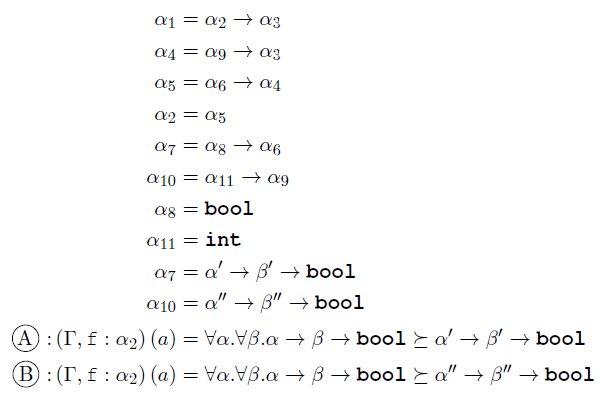 α₁ = α₂ → α₃
α₄ = α₉ → α₃
α₅ = α₆ → α₄
α₂ = α₅
α₇ = α₈ → α₆
α₁₀ = α₁₁ → α₉
α₈ = bool
α₁₁ = int
α₇ = α′ → β′ → bool
α₁₀ = α″ → β″ → bool
Ⓐ : (Γ, f : α₂) (a) = ∀α.∀β.α → β → bool ⪰ α′ → β′ → bool
Ⓑ : (Γ, f : α₂) (a) = ∀α.∀β.α → β → bool ⪰ α″ → β″ → bool